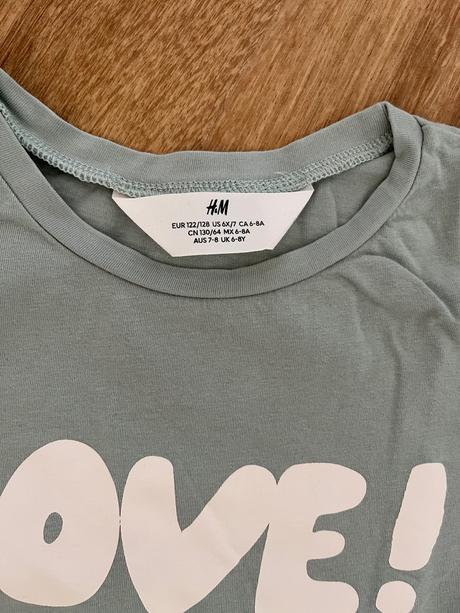 H&M
EUR 122/128 US 6X/7 CA 6-8A
CN 130/64 MX 6-8A
AUS 7-8 UK 6-8Y
OVE!